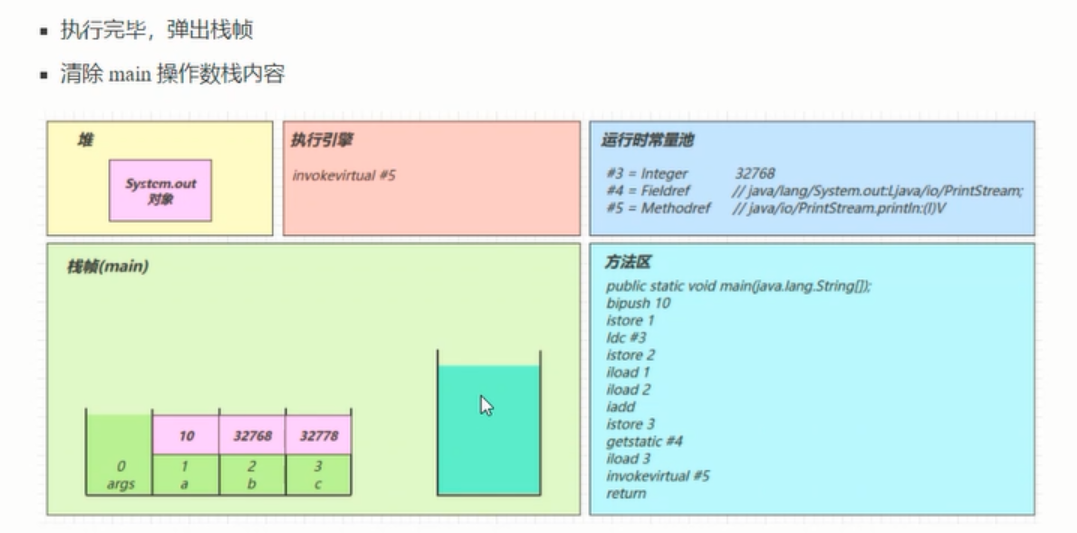 执行完毕，弹出栈帧
清除 main 操作数栈内容
堆
System.out
对象
执行引擎
invokevirtual #5
运行时常量池
#3 = Integer 32768
#4 = Fieldref // java/lang/System.out:Ljava/io/PrintStream;
#5 = Methodref // java/io/PrintStream.println:(I)V
栈帧(main)
10 32768 32778
0 1 2 3
args a b c
方法区
public static void main(java.lang.String[]);
bipush 10
istore 1
ldc #3
istore 2
iload 1
iload 2
iadd
istore 3
getstatic #4
iload 3
invokevirtual #5
return